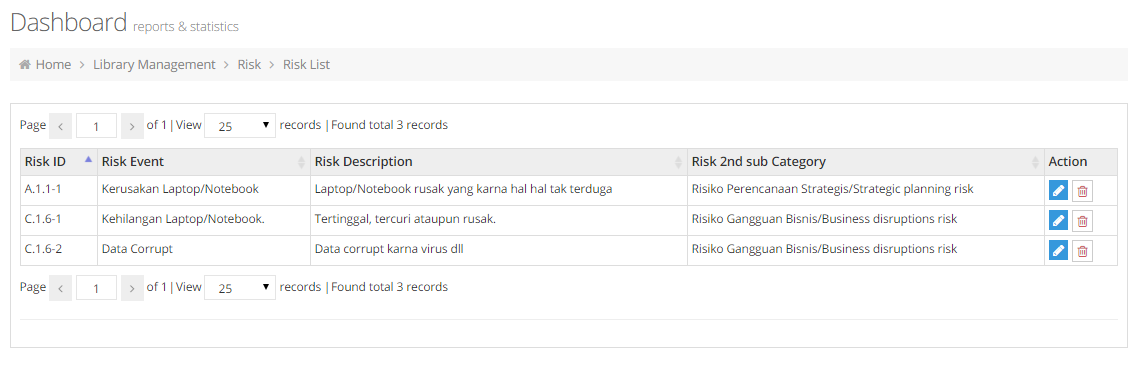 Dashboard reports & statistics
Home > Library Management > Risk > Risk List
Page < 1 > of 1 | View 25 records | Found total 3 records
Risk ID Risk Event Risk Description Risk 2nd sub Category Action
A.1.1-1 Kerusakan Laptop/Notebook Laptop/Notebook rusak yang karna hal hal tak terduga Risiko Perencanaan Strategis/Strategic planning risk
C.1.6-1 Kehilangan Laptop/Notebook. Tertinggal, tercuri ataupun rusak. Risiko Gangguan Bisnis/Business disruptions risk
C.1.6-2 Data Corrupt Data corrupt karna virus dll Risiko Gangguan Bisnis/Business disruptions risk
Page < 1 > of 1 | View 25 records | Found total 3 records